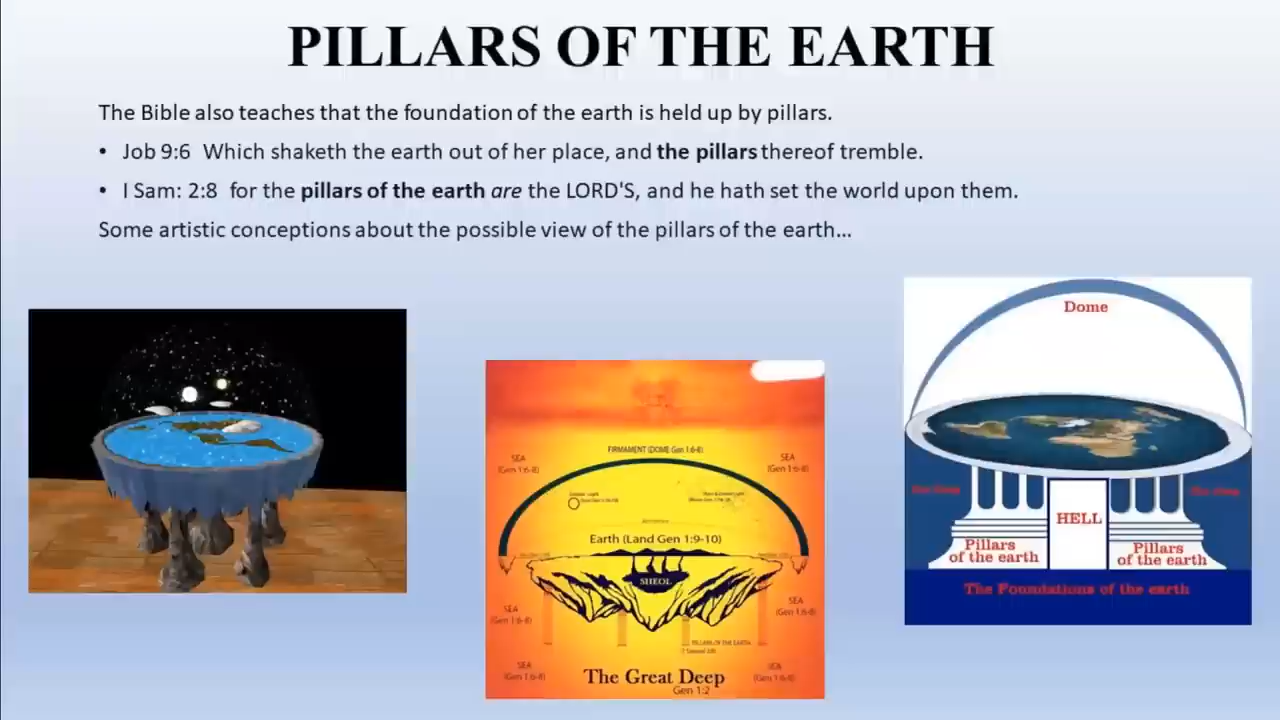 PILLARS OF THE EARTH
The Bible also teaches that the foundation of the earth is held up by pillars.
• Job 9:6 Which shaketh the earth out of her place, and the pillars thereof tremble.
• I Sam: 2:8 for the pillars of the earth are the LORD'S, and he hath set the world upon them.
Some artistic conceptions about the possible view of the pillars of the earth...
FIRMAMENT (DOME Gen 1:6-8)
SEA
(Gen 1:6-8)
SEA
(Gen 1:6-8)
Earth (Land Gen 1:9-10)
SHEOL
SEA
(Gen 1:6-8)
SEA
(Gen 1:6-8)
PILLARS OF THE EARTH
SEA
(Gen 1:6-8)
SEA
(Gen 1:6-8)
The Great Deep
Gen 1:2
Dome
HELL
Pillars
of the earth
Pillars
of the earth
The Foundations of the earth